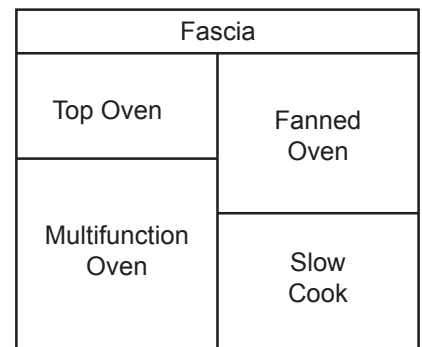 Fascia
Top Oven
Fanned
Oven
Multifunction
Oven
Slow
Cook